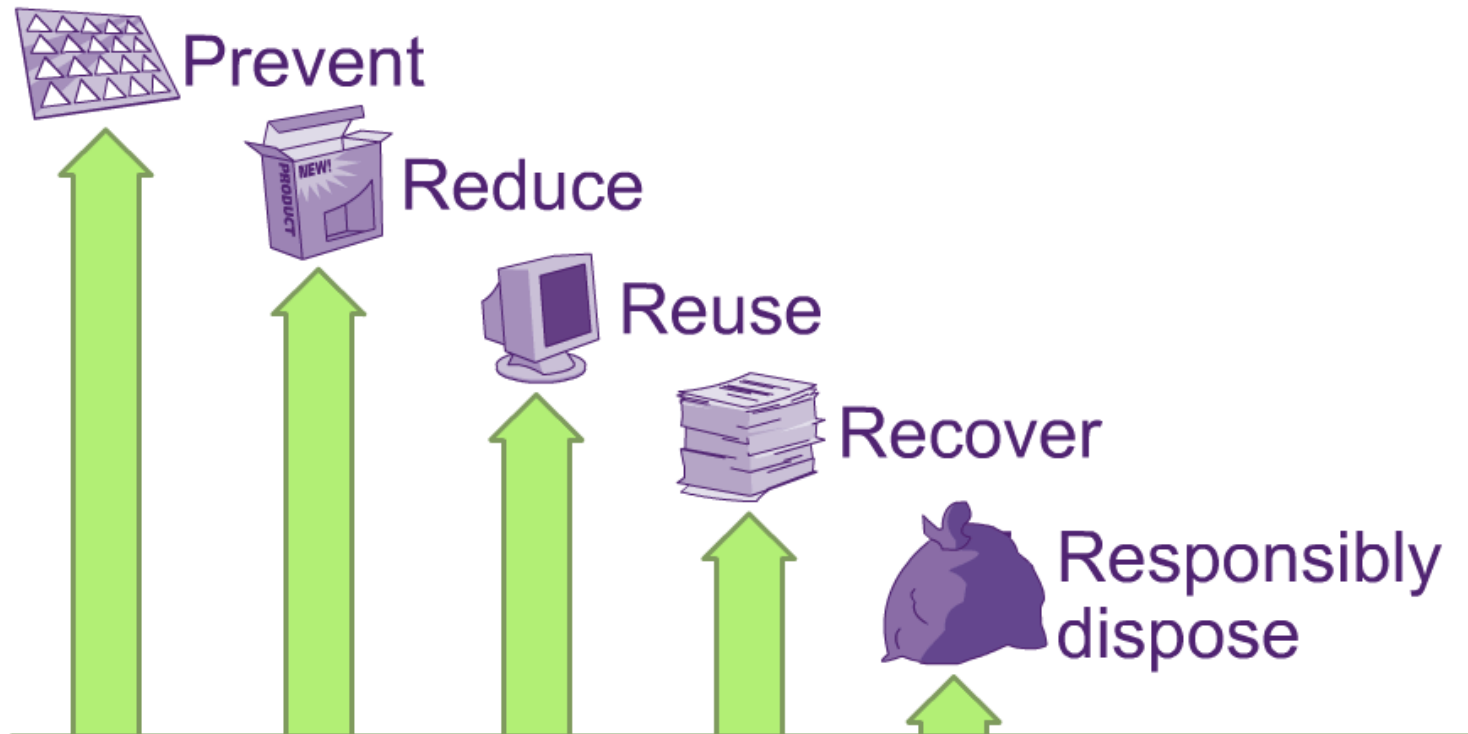 Prevent
NEW!
PRODUCT
Reduce
Reuse
Recover
Responsibly
dispose